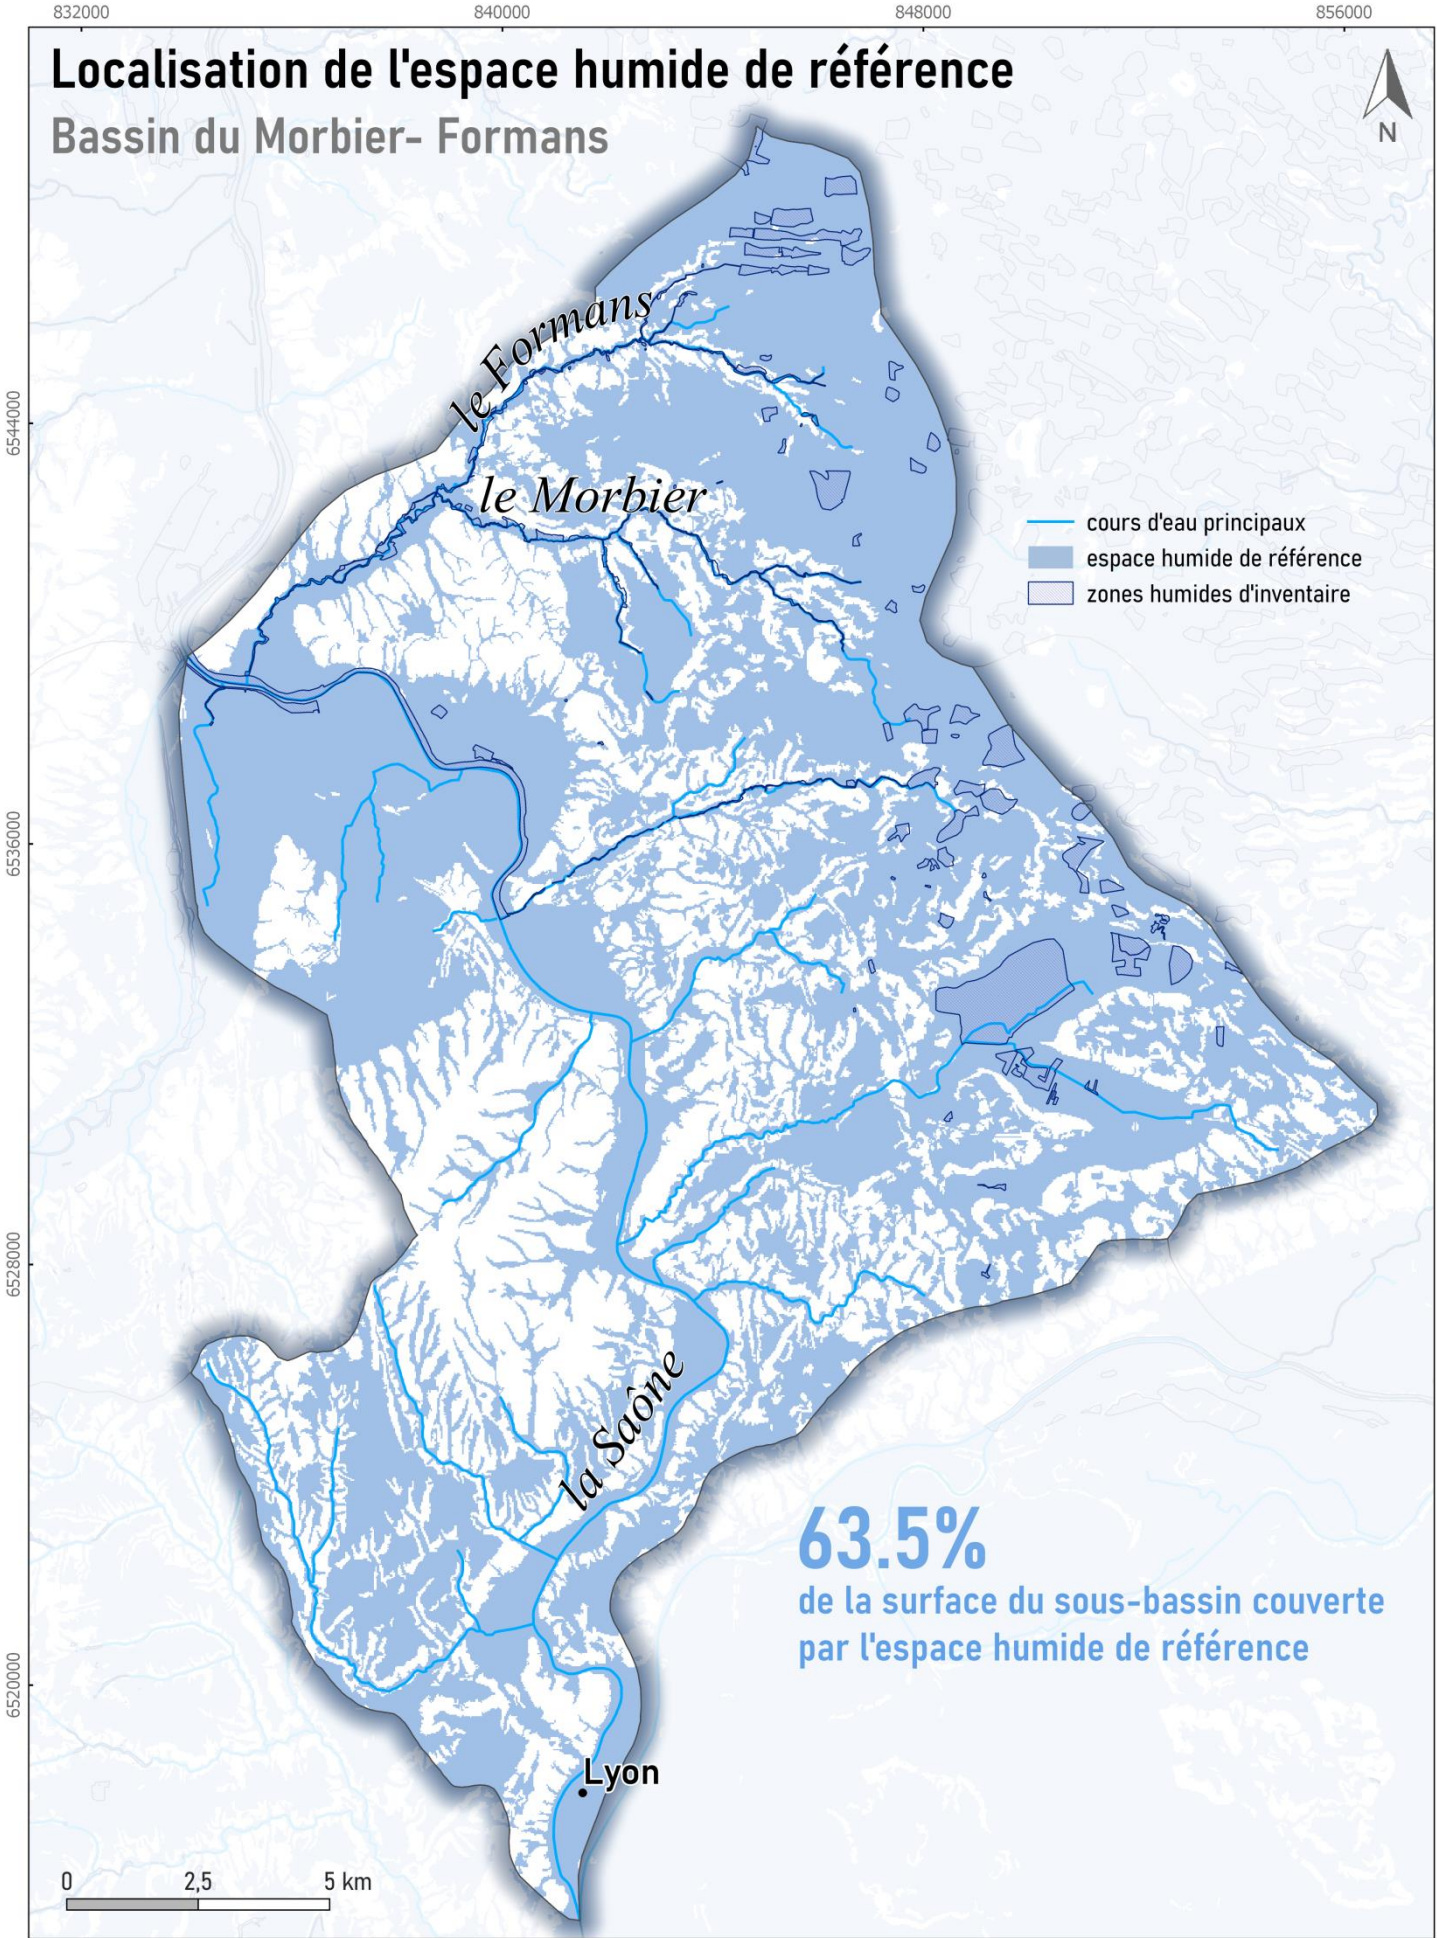 832000
840000
848000
856000
Localisation de l'espace humide de référence
Bassin du Morbier- Formans
N
le Formans
6544000
le Morbier
cours d'eau principaux
espace humide de référence
zones humides d'inventaire
6536000
6528000
la Saône
63.5%
de la surface du sous-bassin couverte
par l'espace humide de référence
6520000
Lyon
0 2,5 5 km